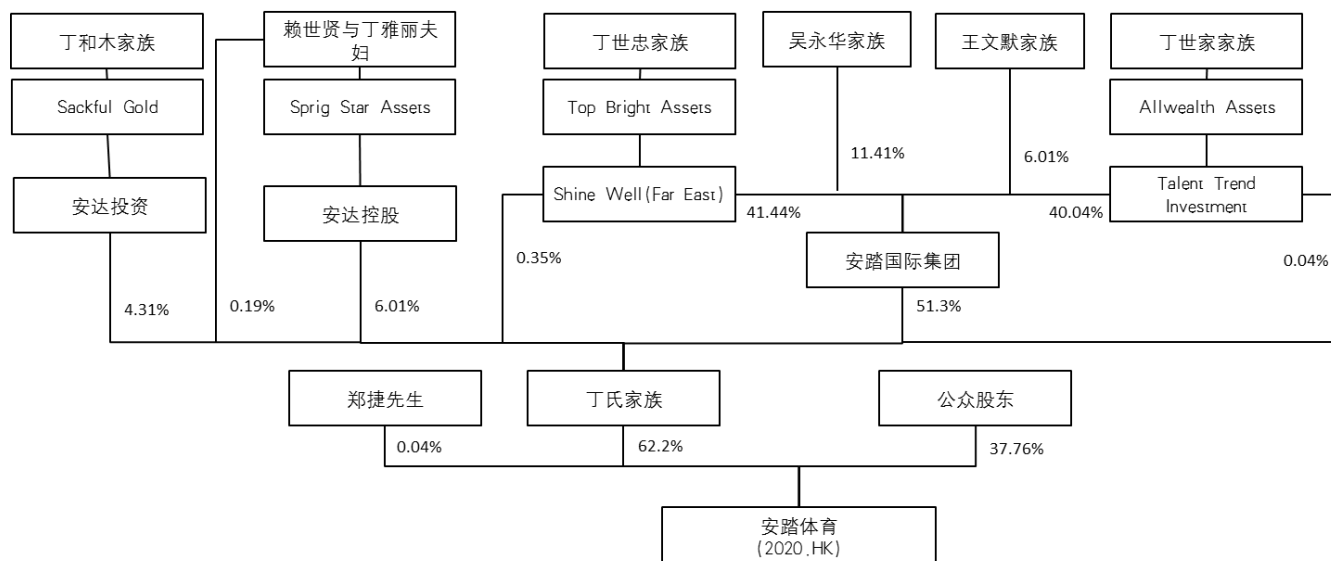 丁和木家族
赖世贤与丁雅丽夫
妇
丁世忠家族
吴永华家族
王文默家族
丁世家家族
Sackful Gold
Sprig Star Assets
Top Bright Assets
Allwealth Assets
11.41%
6.01%
安达投资
安达控股
Shine Well(Far East)
Talent Trend
Investment
41.44%
40.04%
安踏国际集团
0.35%
0.04%
4.31%
0.19%
6.01%
51.3%
郑捷先生
丁氏家族
公众股东
0.04%
62.2%
37.76%
安踏体育
(2020.HK)